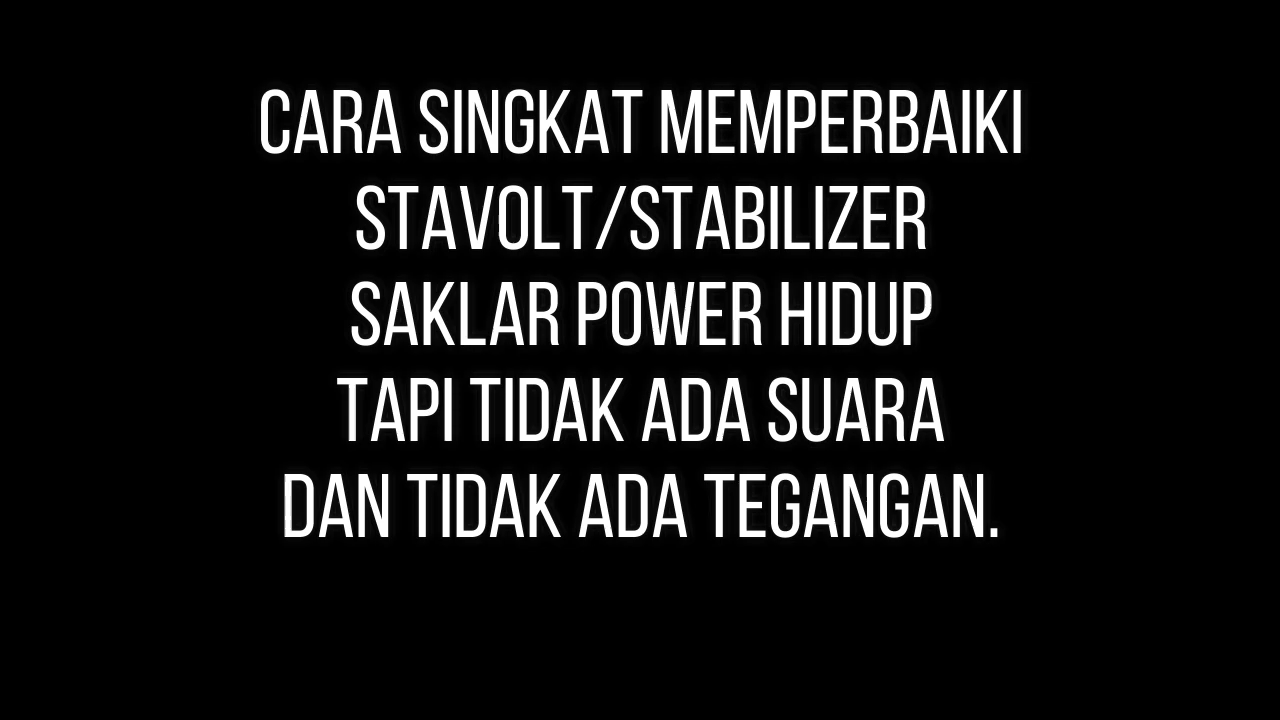 CARA SINGKAT MEMPERBAIKI
STAVOLT/STABILIZER
SAKLAR POWER HIDUP
TAPI TIDAK ADA SUARA
DAN TIDAK ADA TEGANGAN.